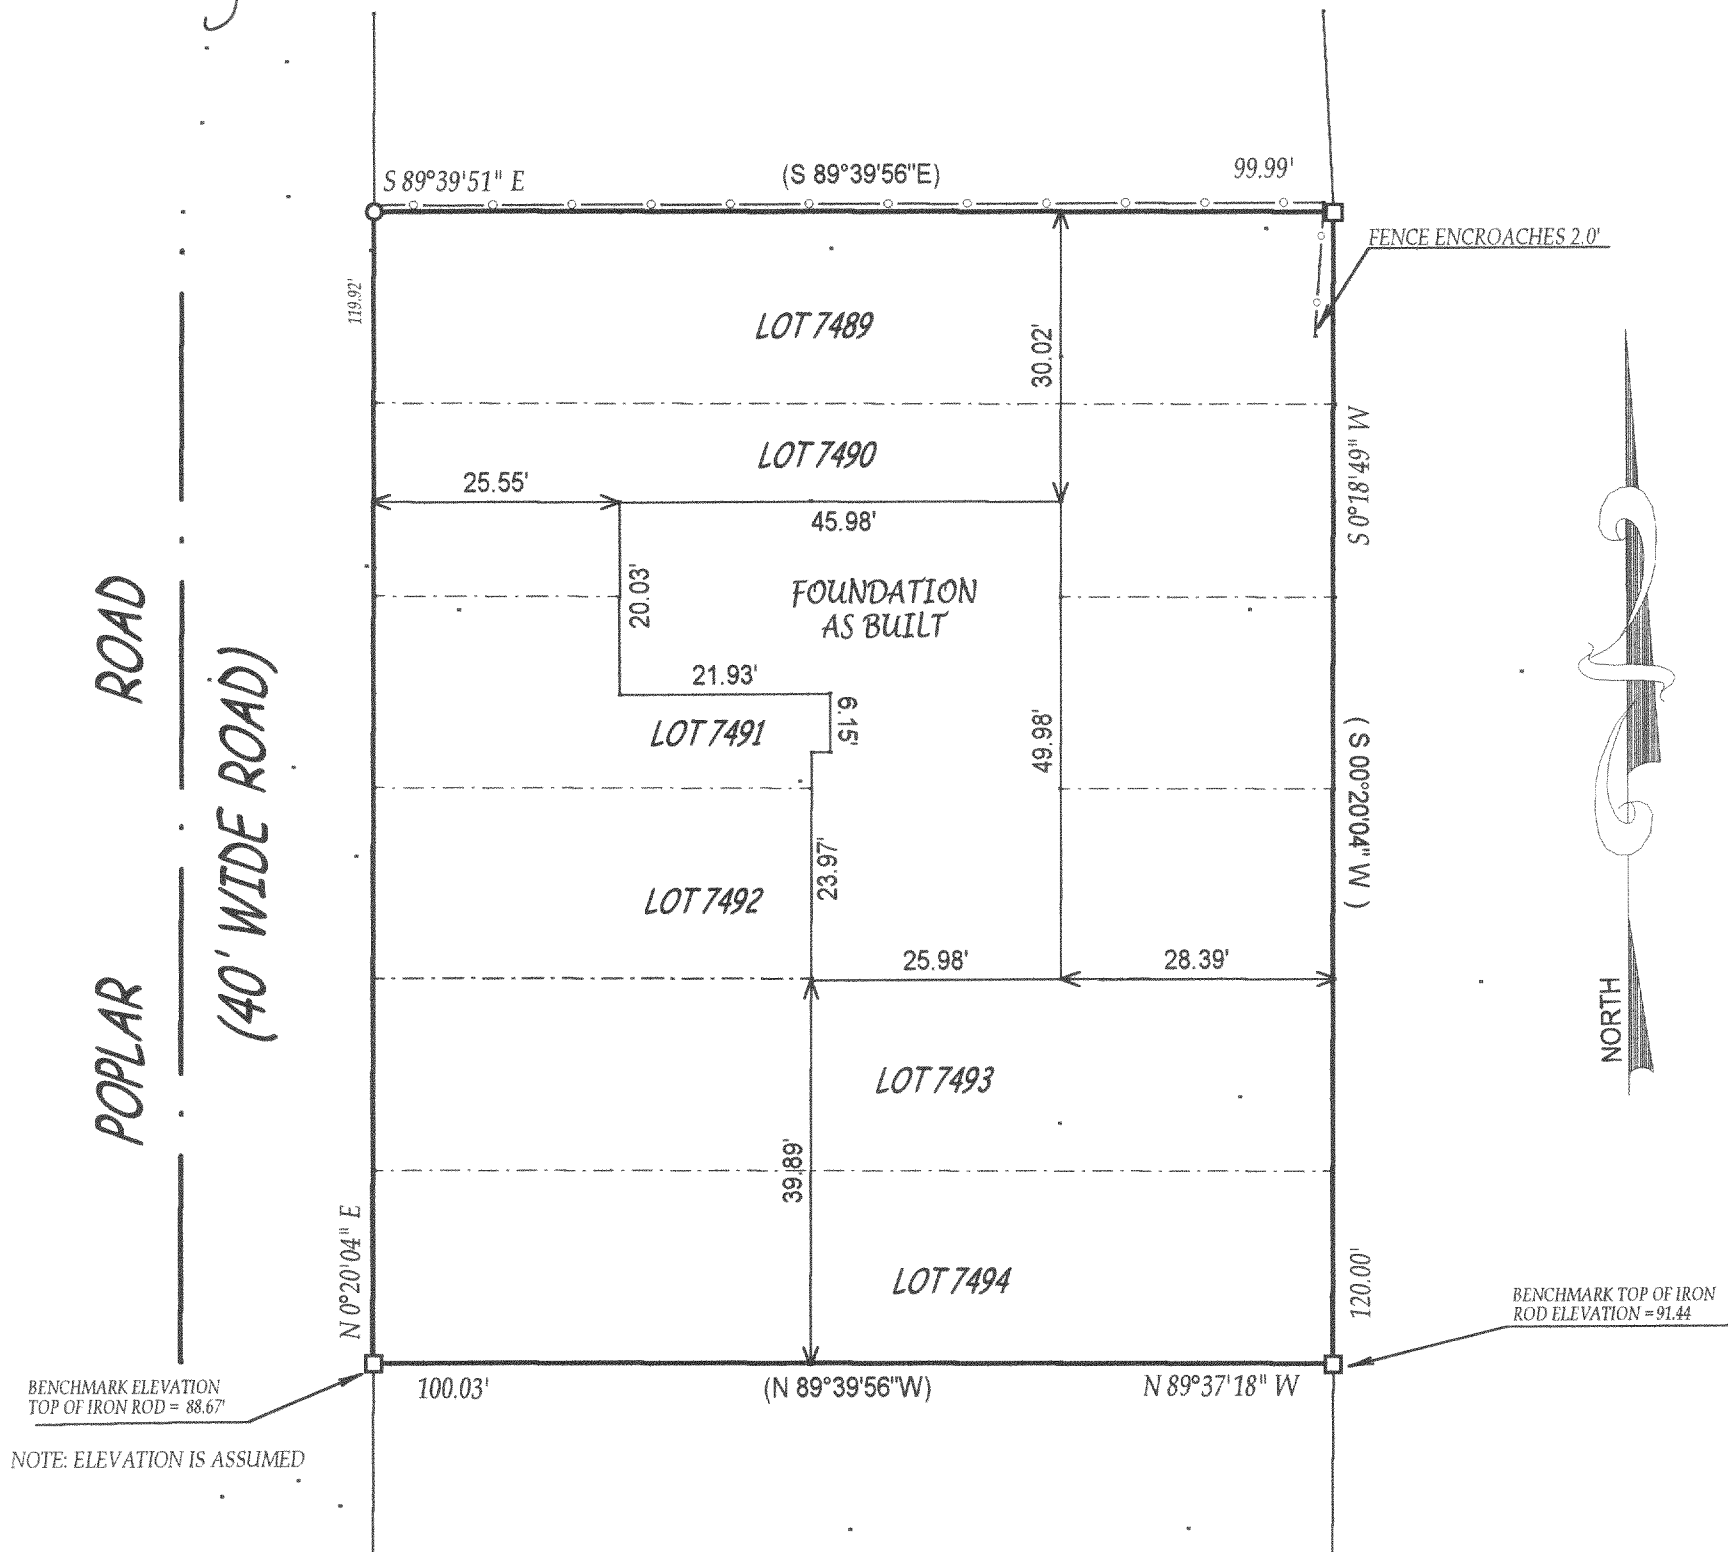 S 89°39'51" E
(S 89°39'56"E)
99.99'
FENCE ENCROACHES 2.0'
119.92'
LOT 7489
30.02'
LOT 7490
S 0°18'49" W
25.55'
45.98'
FOUNDATION
AS BUILT
20.03'
21.93'
6.15'
LOT 7491
49.98'
(S 00°20'04" W)
POPLAR ROAD
(40' WIDE ROAD)
23.97'
LOT 7492
25.98'
28.39'
NORTH
LOT 7493
39.89'
N 0°20'04" E
LOT 7494
120.00'
BENCHMARK TOP OF IRON
ROD ELEVATION = 91.44
BENCHMARK ELEVATION
TOP OF IRON ROD = 88.67'
100.03'
(N 89°39'56"W)
N 89°37'18" W
NOTE: ELEVATION IS ASSUMED